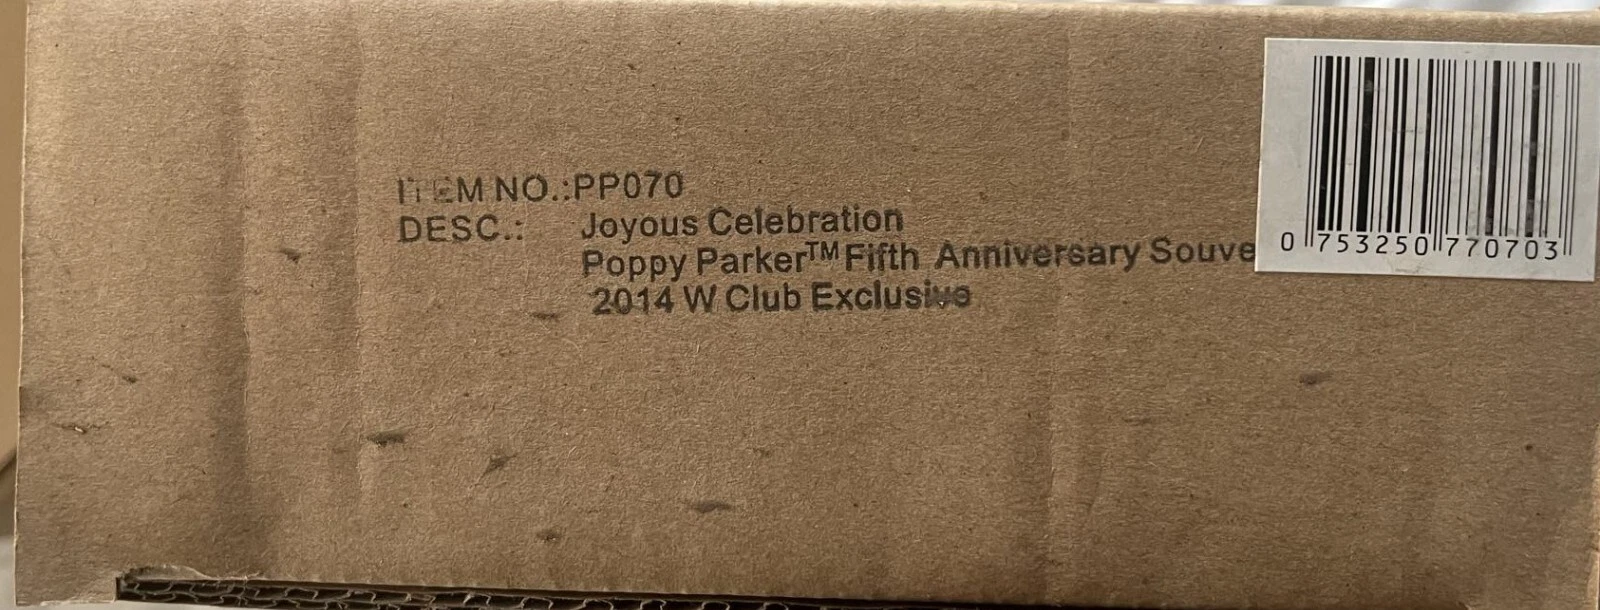 ITEM NO.:PP070
DESC.: Joyous Celebration
Poppy Parker™ Fifth Anniversary Souve
2014 W Club Exclusive
0 753250 770703